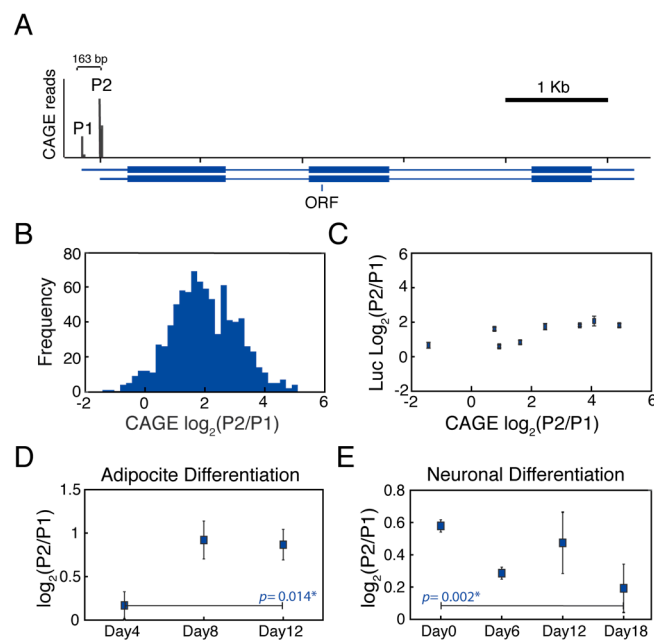 A
163 bp
P2
P1
CAGE reads
1 Kb
ORF
B
80
60
40
20
0
Frequency
-2 0 2 4 6
CAGE log2(P2/P1)
C
6
4
2
0
-2
Luc Log2(P2/P1)
-2 0 2 4 6
CAGE log2(P2/P1)
D
Adipocite Differentiation
1.5
1
0.5
0
log2(P2/P1)
p= 0.014*
Day4 Day8 Day12
E
Neuronal Differentiation
0.8
0.6
0.4
0.2
0
log2(P2/P1)
p= 0.002*
Day0 Day6 Day12 Day18